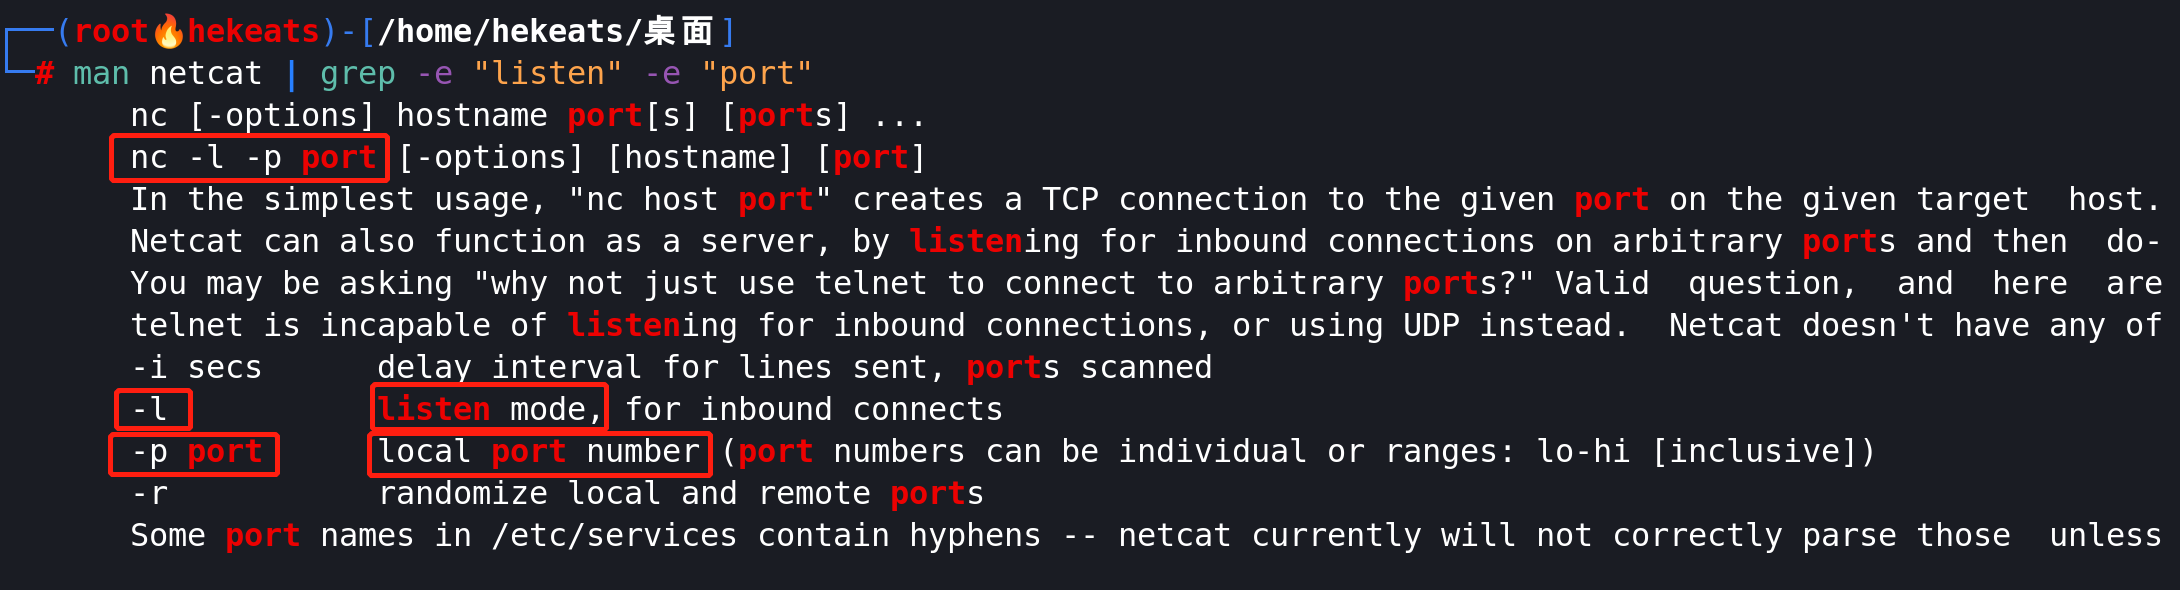 (root🔥hekeats)-[/home/hekeats/桌面]
# man netcat | grep -e "listen" -e "port"
nc [-options] hostname port[s] [ports] ...
nc -l -p port [-options] [hostname] [port]
In the simplest usage, "nc host port" creates a TCP connection to the given port on the given target  host.
Netcat can also function as a server, by listening for inbound connections on arbitrary ports and then  do-
You may be asking "why not just use telnet to connect to arbitrary ports?" Valid  question,  and  here  are
telnet is incapable of listening for inbound connections, or using UDP instead.  Netcat doesn't have any of
-i secs      delay interval for lines sent, ports scanned
-l           listen mode, for inbound connects
-p port      local port number (port numbers can be individual or ranges: lo-hi [inclusive])
-r           randomize local and remote ports
Some port names in /etc/services contain hyphens -- netcat currently will not correctly parse those  unless